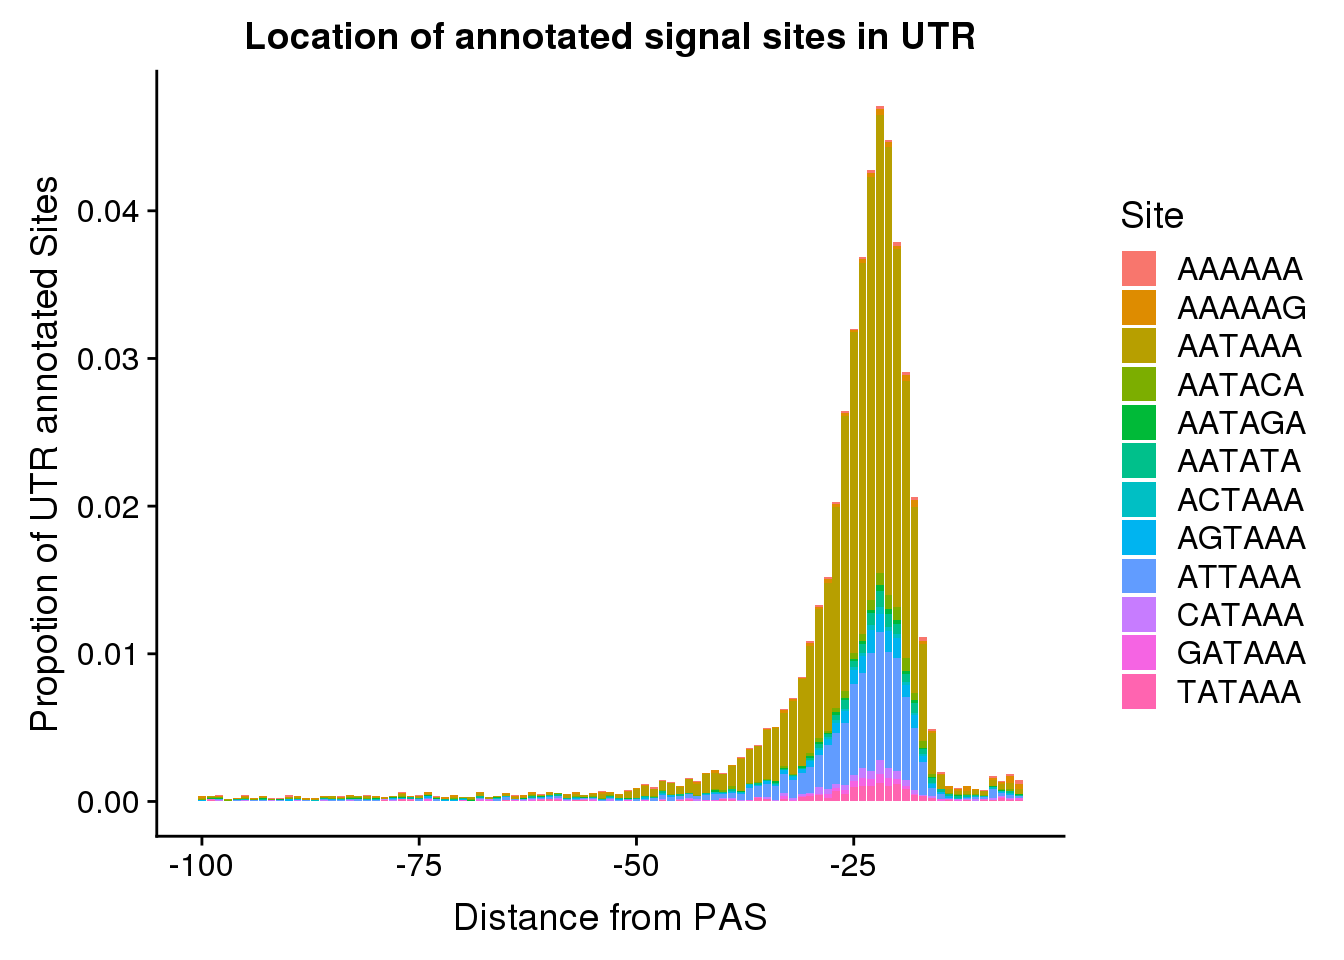 Location of annotated signal sites in UTR
Propotion of UTR annotated Sites
0.04
0.03
0.02
0.01
0.00
-100
-75
-50
-25
Distance from PAS
Site
AAAAAA
AAAAAG
AATAAA
AATACA
AATAGA
AATATA
ACTAAA
AGTAAA
ATTAAA
CATAAA
GATAAA
TATAAA